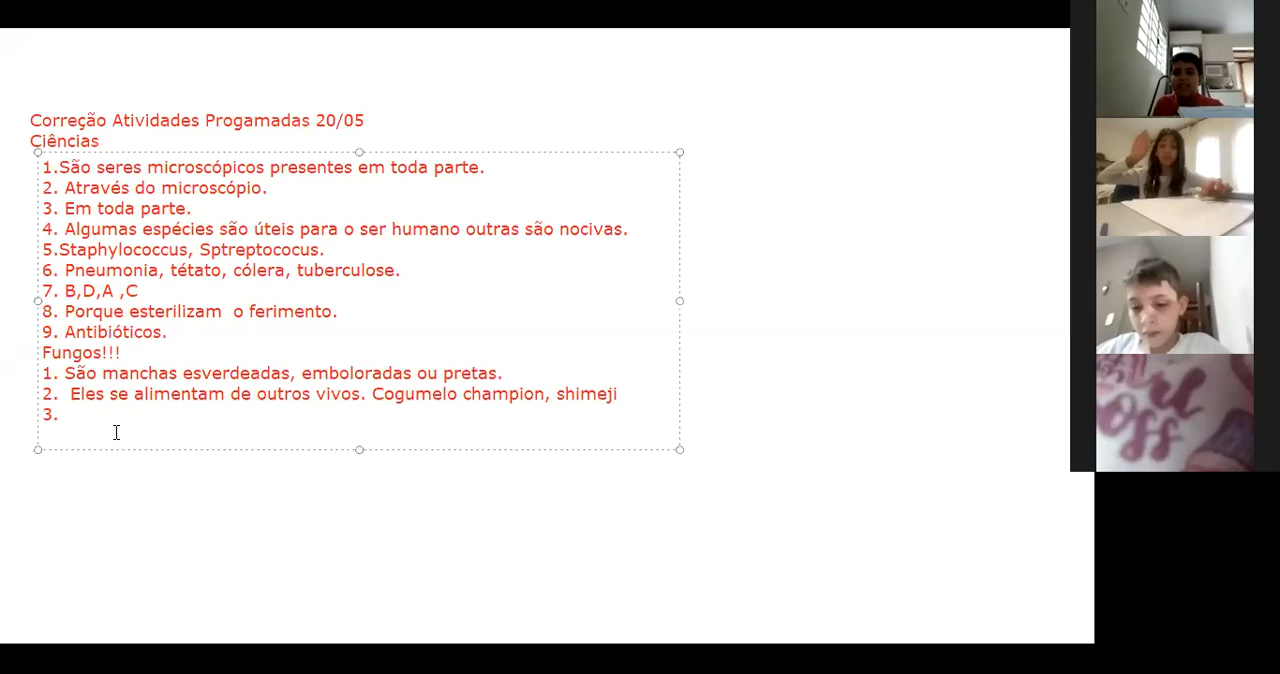 Correção Atividades Progamadas 20/05
Ciências
1.São seres microscópicos presentes em toda parte.
2. Através do microscópio.
3. Em toda parte.
4. Algumas espécies são úteis para o ser humano outras são nocivas.
5.Staphylococcus, Sptreptococus.
6. Pneumonia, tétato, cólera, tuberculose.
7. B,D,A ,C
8. Porque esterilizam  o ferimento.
9. Antibióticos.
Fungos!!!
1. São manchas esverdeadas, emboloradas ou pretas.
2.  Eles se alimentam de outros vivos. Cogumelo champion, shimeji
3.
off